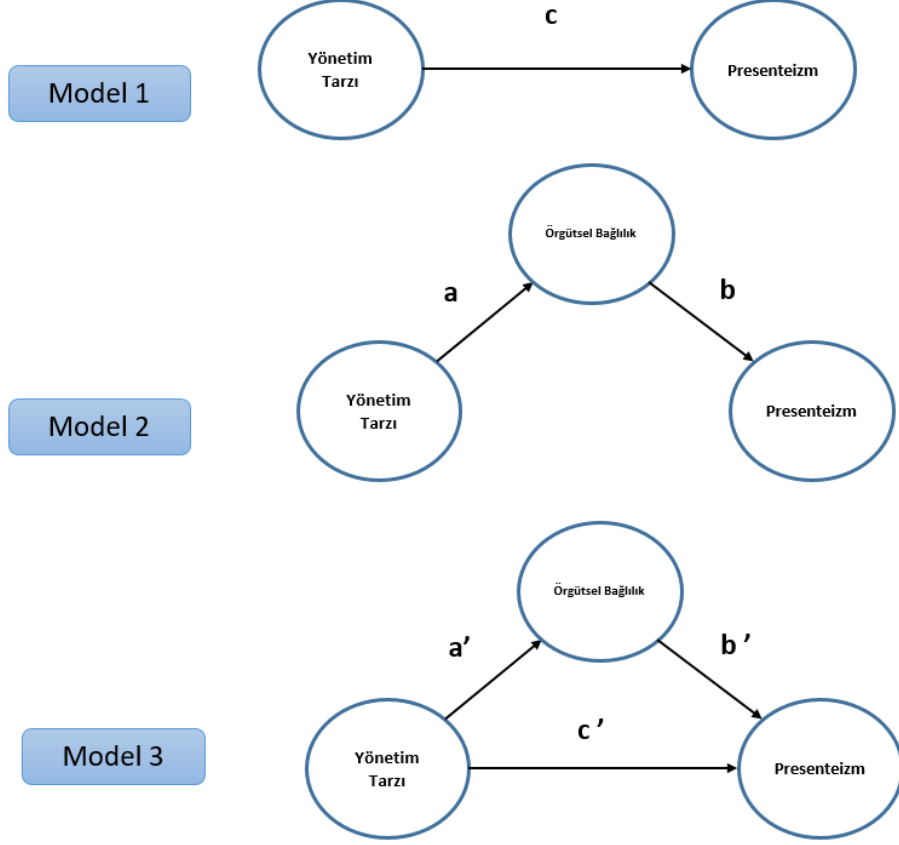 c
Yönetim
Tarzı
Presenteizm
Model 1
Örgütsel Bağlılık
a
b
Yönetim
Tarzı
Presenteizm
Model 2
Örgütsel Bağlılık
a’
b ’
c ’
Yönetim
Tarzı
Presenteizm
Model 3